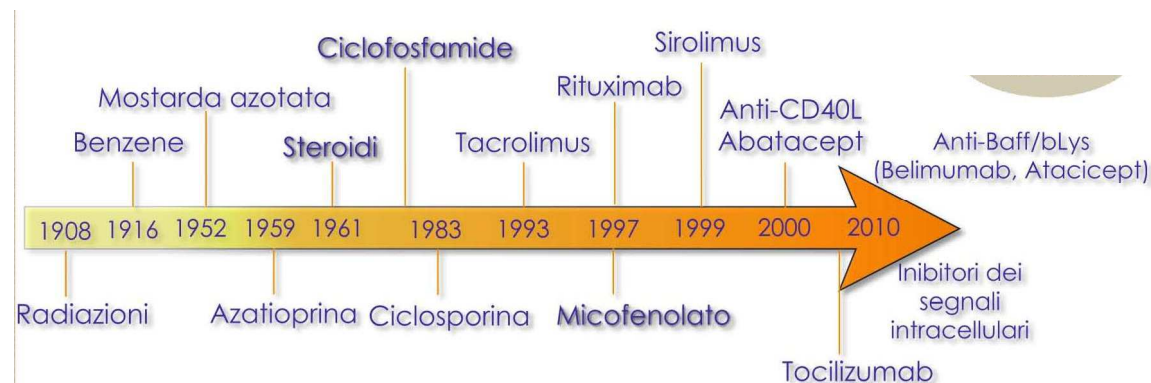 Ciclofosfamide
Sirolimus
Mostarda azotata
Rituximab
Anti-CD40L
Abatacept
Benzene
Steroidi
Tacrolimus
Anti-Baff/bLys
(Belimumab, Atacicept)
1908 1916 1952 1959 1961 1983 1993 1997 1999 2000 2010
Radiazioni
Azatioprina
Ciclosporina
Micofenolato
Inibitori dei
segnali
intracellulari
Tocilizumab